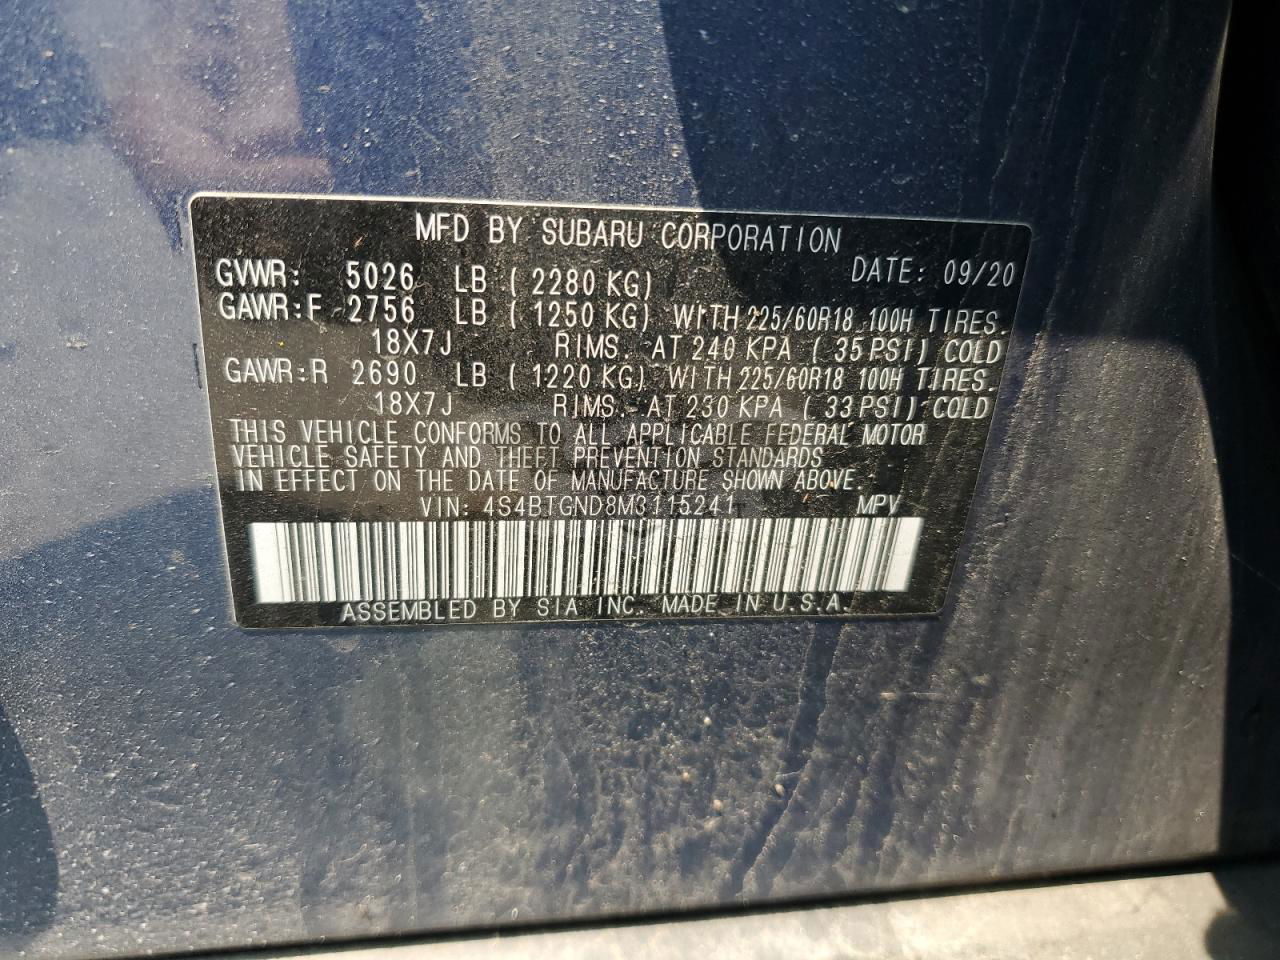 MFD BY SUBARU CORPORATION
GVWR: 5026 LB ( 2280 KG) DATE: 09/20
GAWR:F 2756 LB ( 1250 KG) WITH 225/60R18 100H TIRES.
18X7J RIMS. AT 240 KPA ( 35 PSI) COLD
GAWR:R 2690 LB ( 1220 KG) WITH 225/60R18 100H TIRES.
18X7J RIMS. AT 230 KPA ( 33 PSI) COLD
THIS VEHICLE CONFORMS TO ALL APPLICABLE FEDERAL MOTOR
VEHICLE SAFETY AND THEFT PREVENTION STANDARDS
IN EFFECT ON THE DATE OF MANUFACTURE SHOWN ABOVE.
VIN: 4S4BTGND8M3115241 MPV
ASSEMBLED BY SIA INC. MADE IN U.S.A.